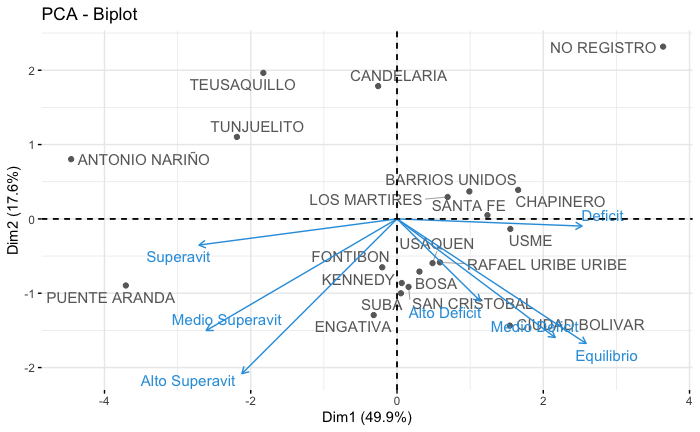 PCA - Biplot
NO REGISTRO
TEUSAQUILLO
CANDELARIA
TUNJUELITO
ANTONIO NARIÑO
BARRIOS UNIDOS
LOS MARTIRES
SANTA FE
CHAPINERO
Deficit
USME
USAQUEN
Superavit
FONTIBON
RAFAEL URIBE URIBE
KENNEDY
BOSA
PUENTE ARANDA
SUBA
SAN CRISTOBAL
Alto Deficit
Medio Superavit
ENGATIVA
Medio Deficit
CIUDAD BOLIVAR
Equilibrio
Alto Superavit
2
1
0
-1
-2
-4
-2
0
2
4
Dim1 (49.9%)
Dim2 (17.6%)